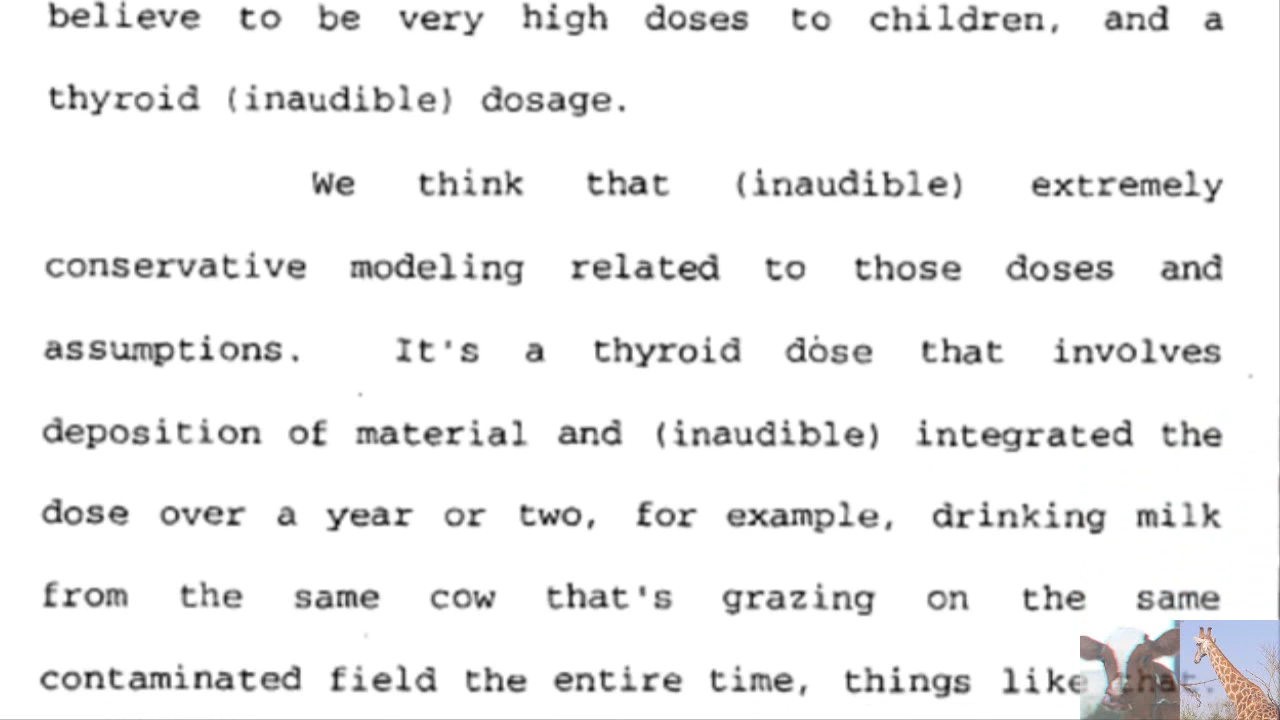 believe to be very high doses to children, and a
thyroid (inaudible) dosage.
We think that (inaudible) extremely
conservative modeling related to those doses and
assumptions. It's a thyroid dose that involves
deposition of material and (inaudible) integrated the
dose over a year or two, for example, drinking milk
from the same cow that's grazing on the same
contaminated field the entire time, things like that.